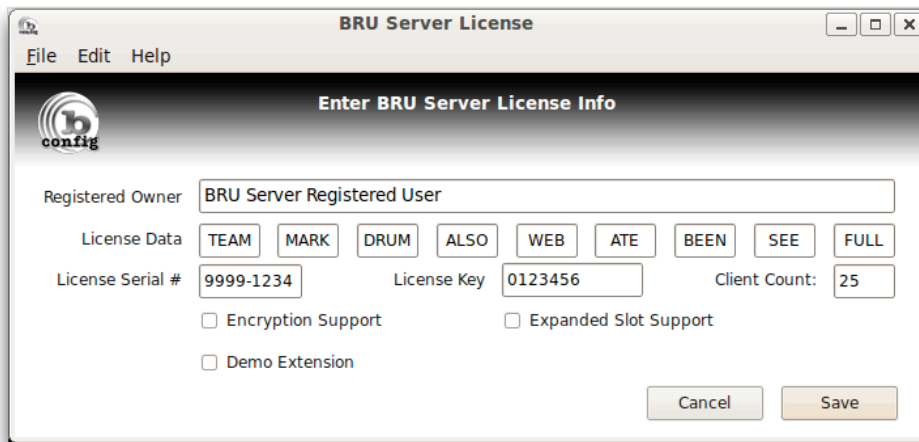 BRU Server License
File Edit Help
b
config
Enter BRU Server License Info
Registered Owner BRU Server Registered User
License Data TEAM MARK DRUM ALSO WEB ATE BEEN SEE FULL
License Serial # 9999-1234 License Key 0123456 Client Count: 25
Encryption Support Expanded Slot Support
Demo Extension
Cancel Save